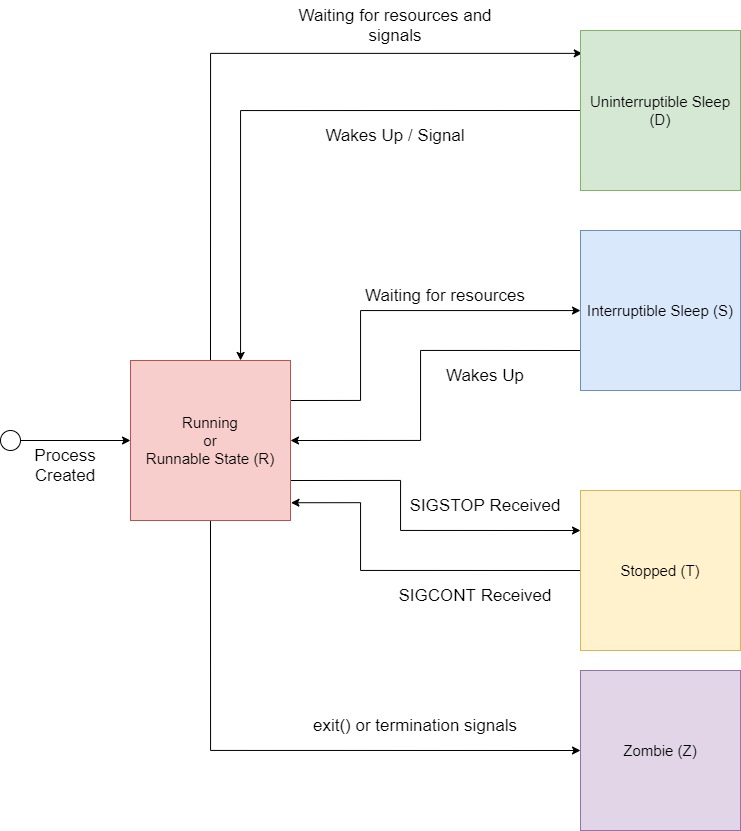 Waiting for resources and
signals
Uninterruptible Sleep
(D)
Wakes Up / Signal
Waiting for resources
Interruptible Sleep (S)
Wakes Up
Running
or
Runnable State (R)
Process
Created
SIGSTOP Received
Stopped (T)
SIGCONT Received
exit() or termination signals
Zombie (Z)